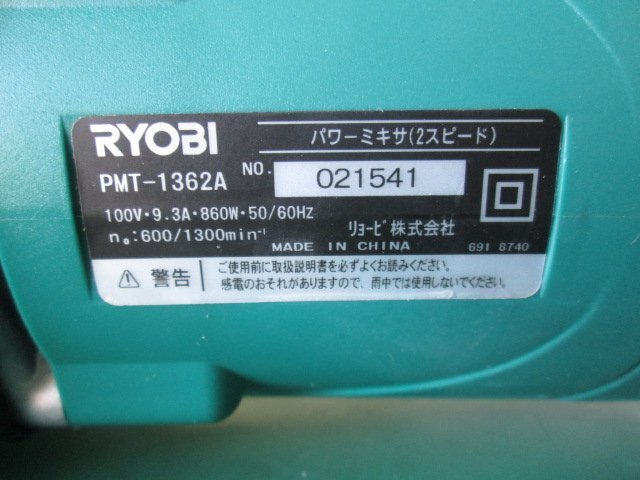 RYOBI
パワーミキサ(2スピード)
PMT-1362A NO. 021541
100V・9.3A・860W・50/60Hz
n₀:600/1300min⁻¹
リョービ株式会社
MADE IN CHINA 691 8740
⚠ 警告
ご使用前に取扱説明書を必ずよくお読みください。
感電のおそれがありますので、雨中では使用しないでください。